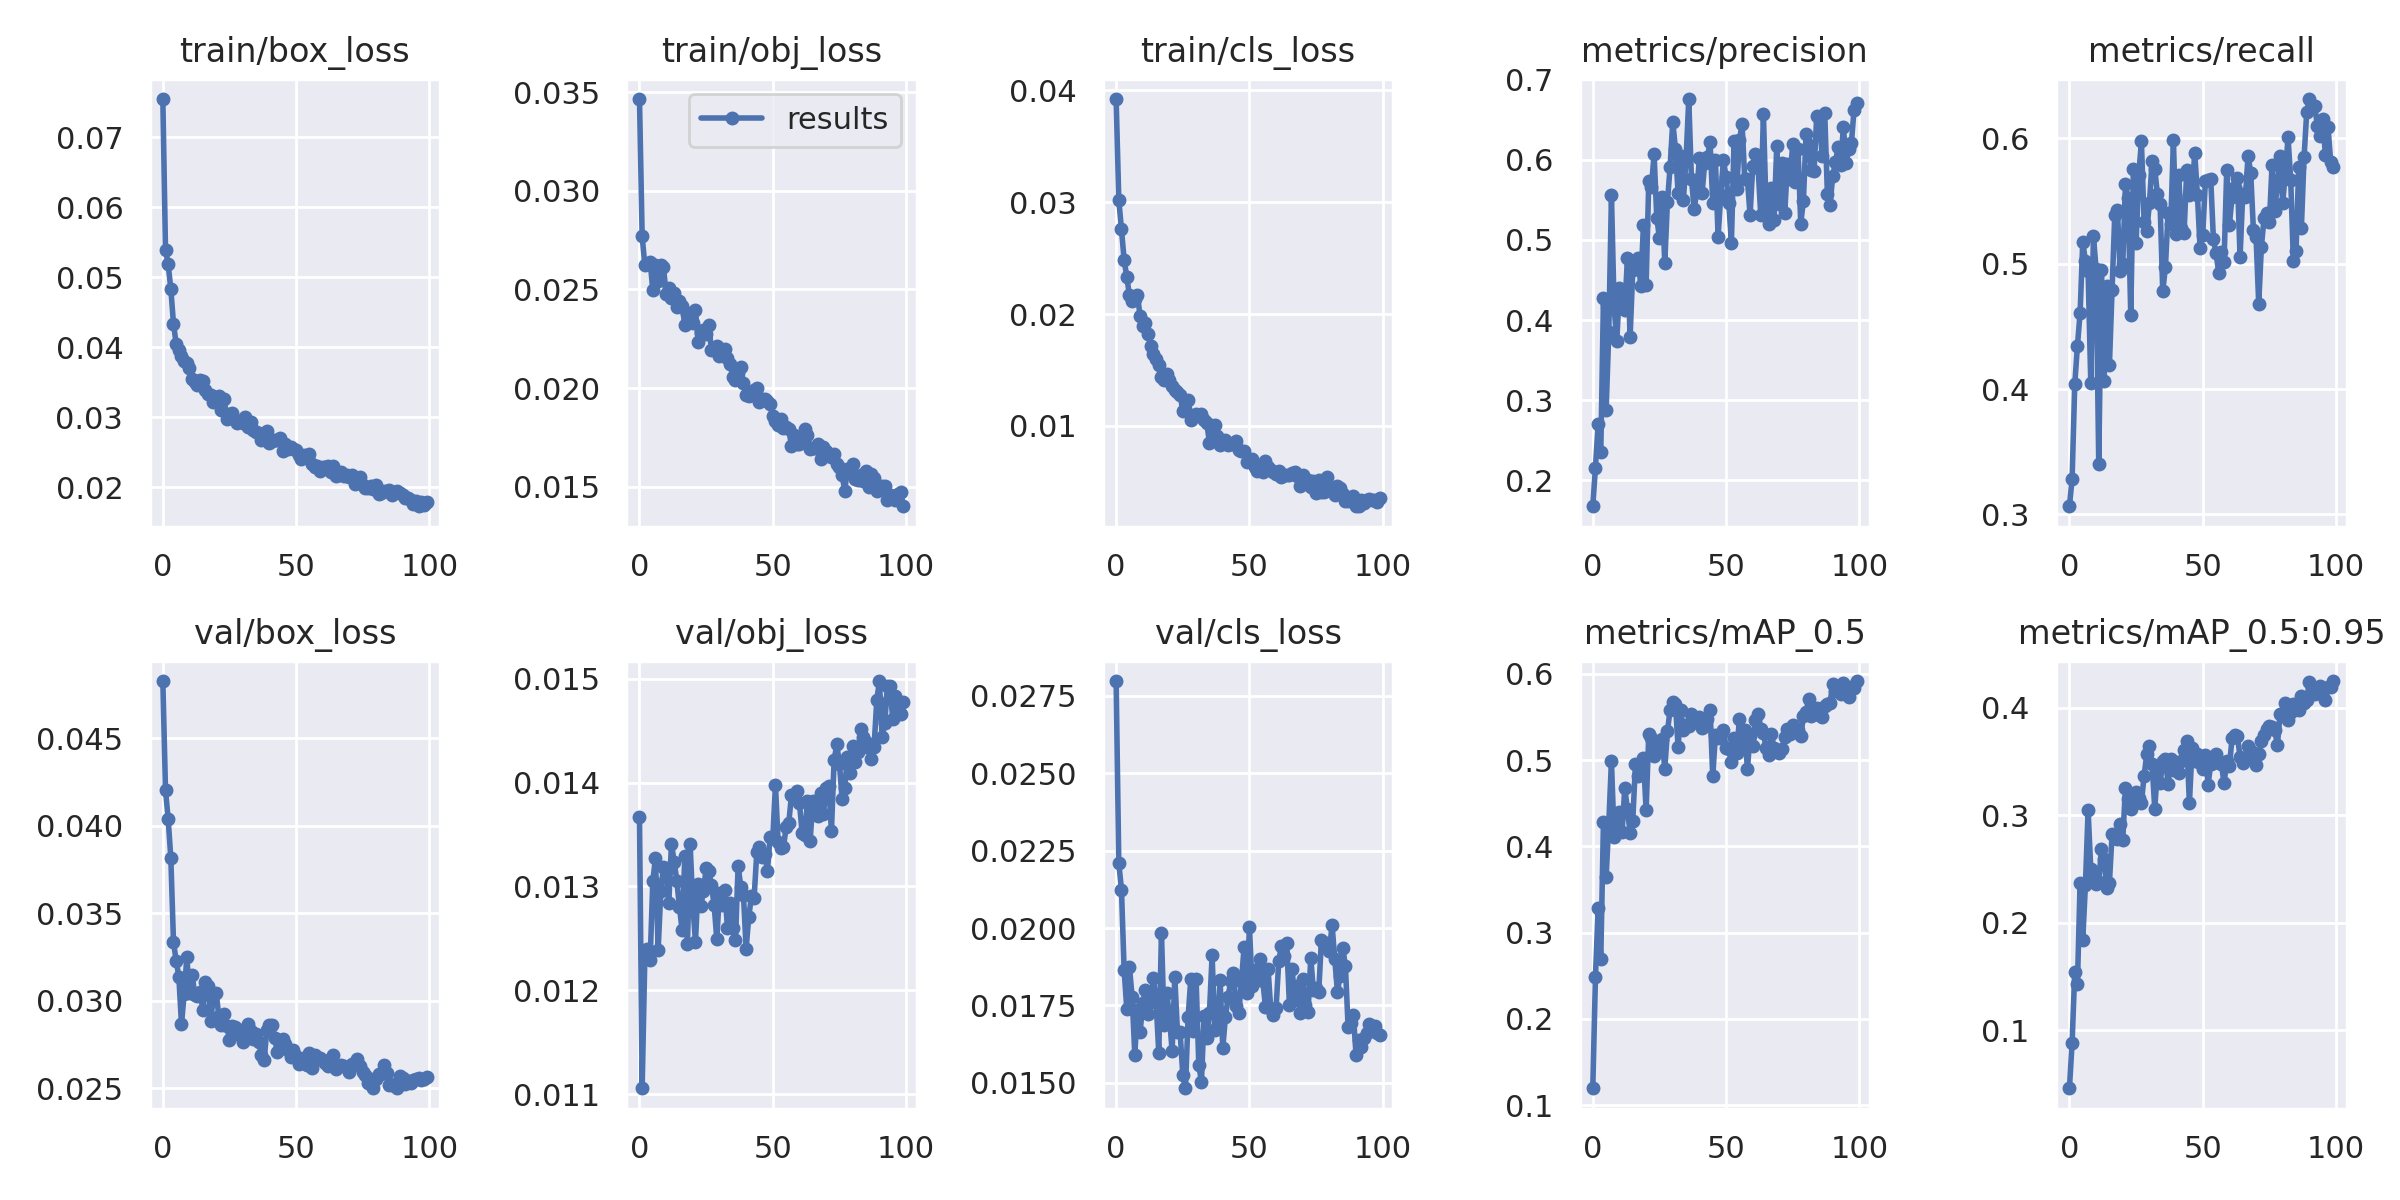 train/box_loss
0.07
0.06
0.05
0.04
0.03
0.02
0 50 100
train/obj_loss
results
0.035
0.030
0.025
0.020
0.015
0 50 100
train/cls_loss
0.04
0.03
0.02
0.01
0 50 100
metrics/precision
0.7
0.6
0.5
0.4
0.3
0.2
0 50 100
metrics/recall
0.6
0.5
0.4
0.3
0 50 100
val/box_loss
0.045
0.040
0.035
0.030
0.025
0 50 100
val/obj_loss
0.015
0.014
0.013
0.012
0.011
0 50 100
val/cls_loss
0.0275
0.0250
0.0225
0.0200
0.0175
0.0150
0 50 100
metrics/mAP_0.5
0.6
0.5
0.4
0.3
0.2
0.1
0 50 100
metrics/mAP_0.5:0.95
0.4
0.3
0.2
0.1
0 50 100